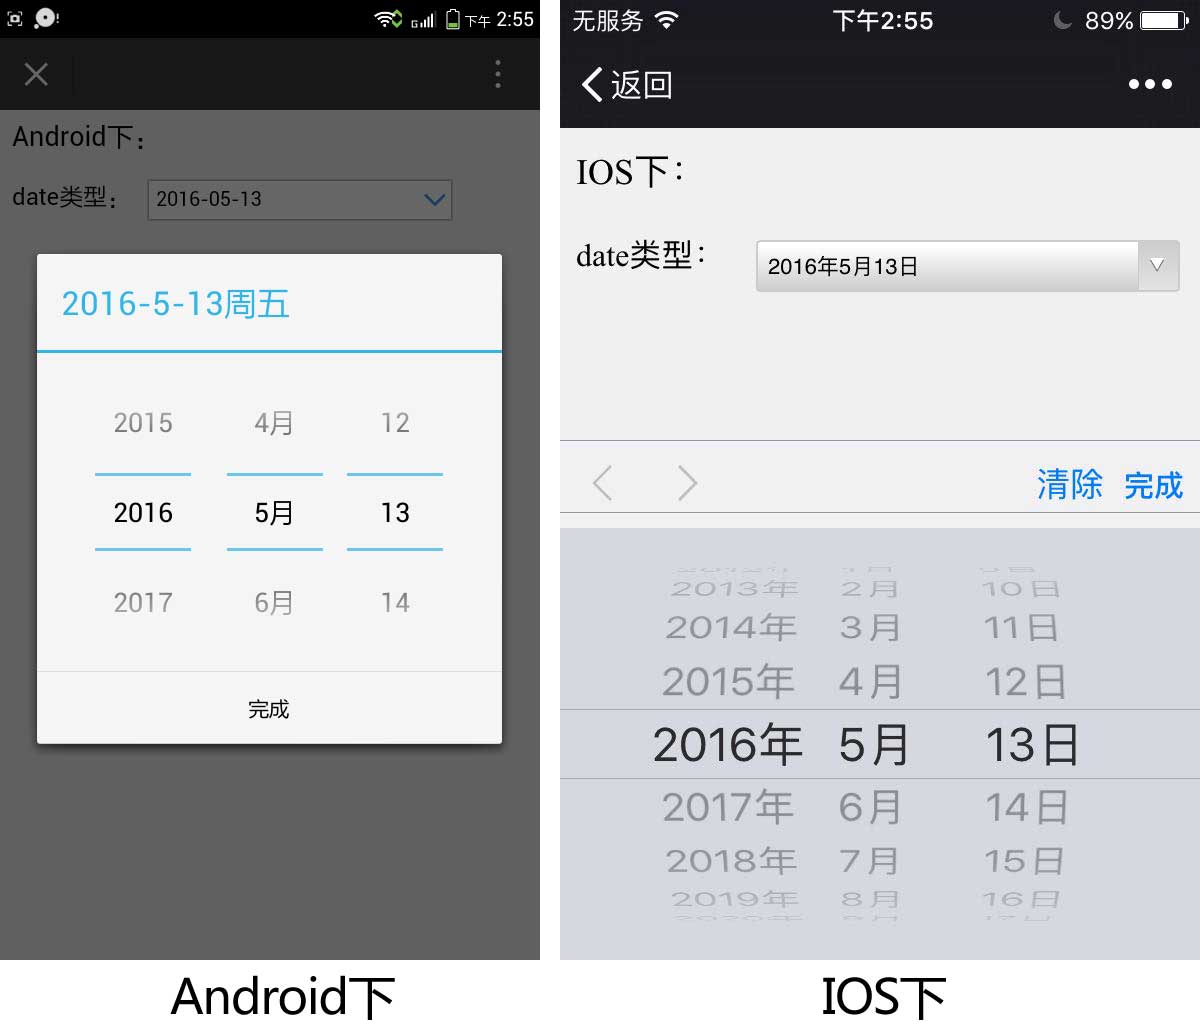 下午 2:55
Android下：
date类型： 2016-05-13
2016-5-13周五
2015 4月 12
2016 5月 13
2017 6月 14
完成
Android下
无服务 下午2:55 89%
返回
IOS下：
date类型： 2016年5月13日
清除 完成
2013年 2月 10日
2014年 3月 11日
2015年 4月 12日
2016年 5月 13日
2017年 6月 14日
2018年 7月 15日
2019年 8月 16日
IOS下